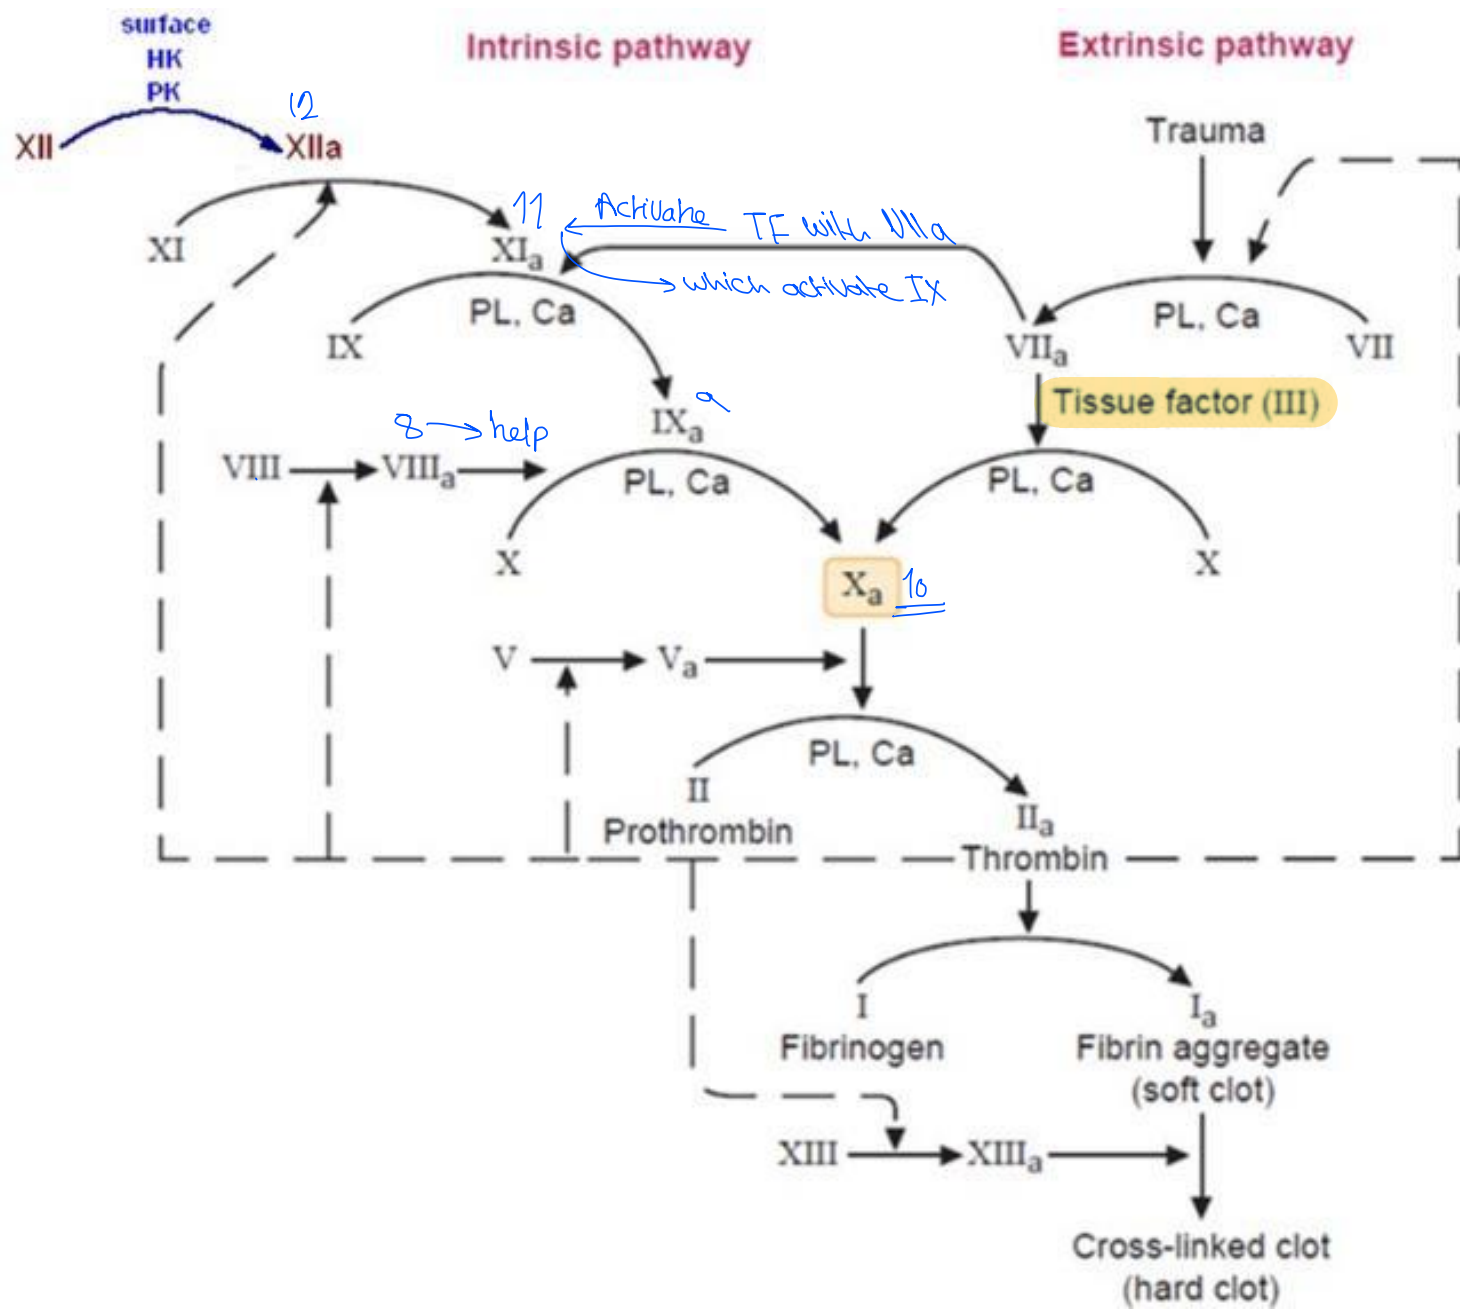 surface
HK
PK
Intrinsic pathway
Extrinsic pathway
12
XII
XIIa
Trauma
11
Activate
TF with VIIa
XI
XIa
which activate IX
PL, Ca
PL, Ca
IX
VIIa
VII
Tissue factor (III)
9
IXa
8 → help
VIII
VIIIa
PL, Ca
PL, Ca
X
X
Xa
10
V
Va
PL, Ca
II
Prothrombin
IIa
Thrombin
I
Fibrinogen
Ia
Fibrin aggregate
(soft clot)
XIII
XIIIa
Cross-linked clot
(hard clot)